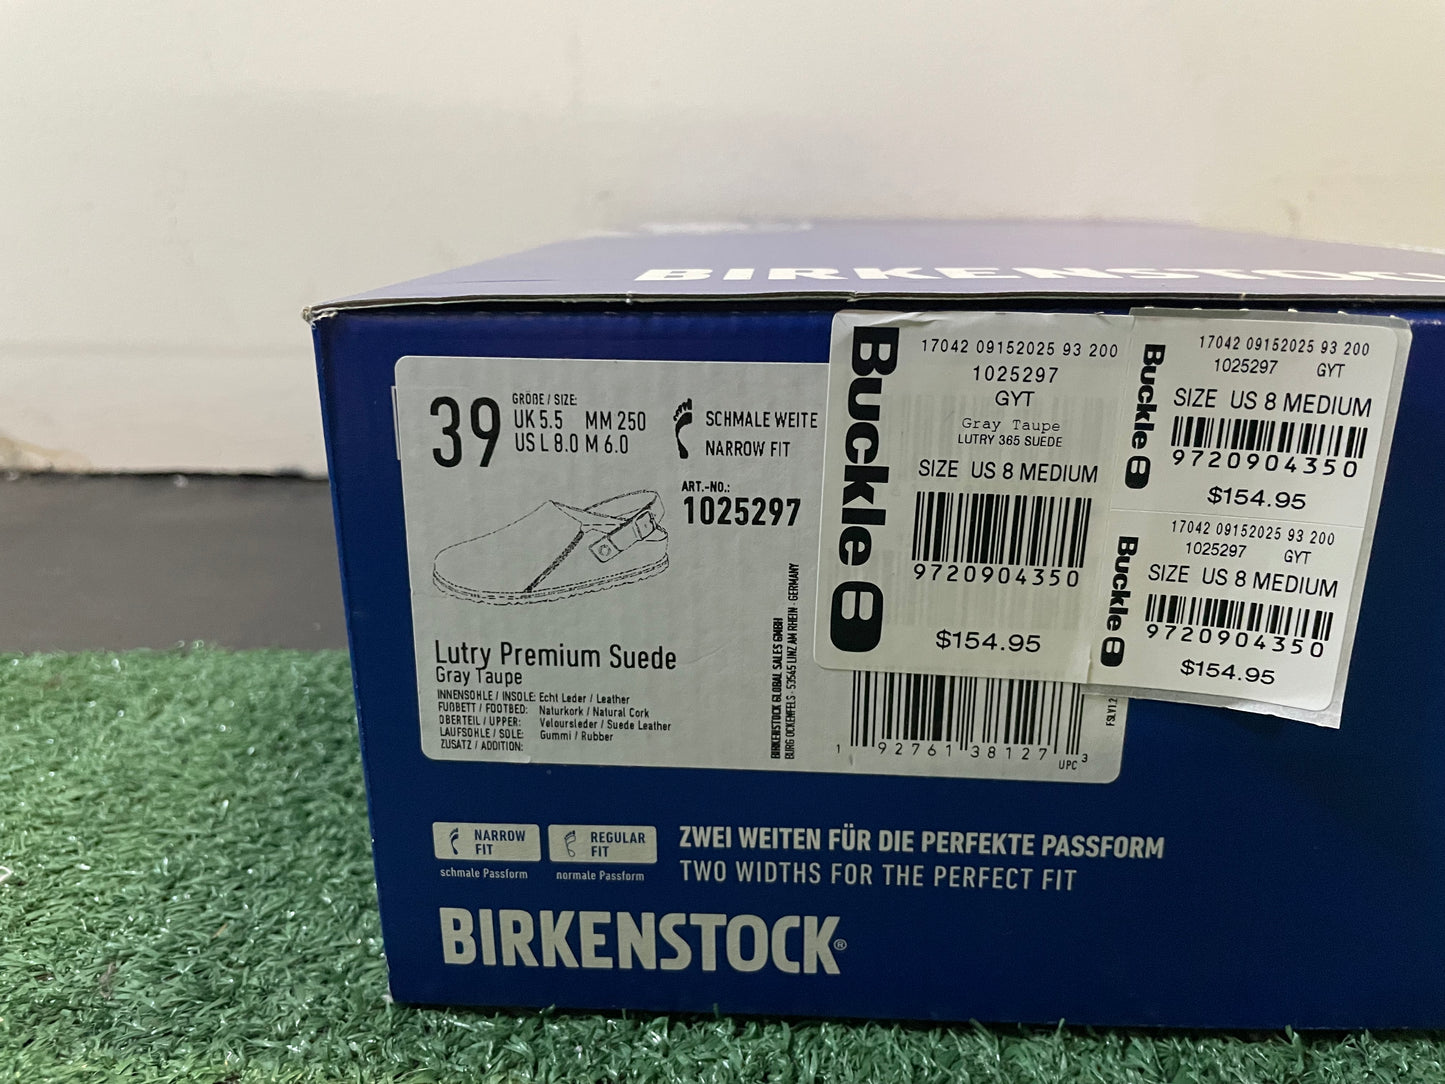 BIRKENSTOCK
39
GRÖßE / SIZE:
UK 5.5 MM 250
US L 8.0 M 6.0
SCHMALE WEITE
NARROW FIT
ART.-NO.:
1025297
Lutry Premium Suede
Gray Taupe
INNENSOHLE / INSOLE: Echt Leder / Leather
FUßBETT / FOOTBED: Naturkork / Natural Cork
OBERTEIL / UPPER: Veloursleder / Suede Leather
LAUFSOHLE / SOLE: Gummi / Rubber
ZUSATZ / ADDITION:
BIRKENSTOCK GLOBAL SALES GMBH
BURG OCKENFELS - 53545 LINZ AM RHEIN - GERMANY
1 92761 38127 3
UPC
FSLV1.2
Buckle B
17042 09152025 93 200
1025297
GYT
Gray Taupe
LUTRY 365 SUEDE
SIZE US 8 MEDIUM
9720904350
$154.95
Buckle B
17042 09152025 93 200
1025297 GYT
SIZE US 8 MEDIUM
9720904350
$154.95
Buckle B
17042 09152025 93 200
1025297 GYT
SIZE US 8 MEDIUM
9720904350
$154.95
NARROW
FIT
schmale Passform
REGULAR
FIT
normale Passform
ZWEI WEITEN FÜR DIE PERFEKTE PASSFORM
TWO WIDTHS FOR THE PERFECT FIT
BIRKENSTOCK®